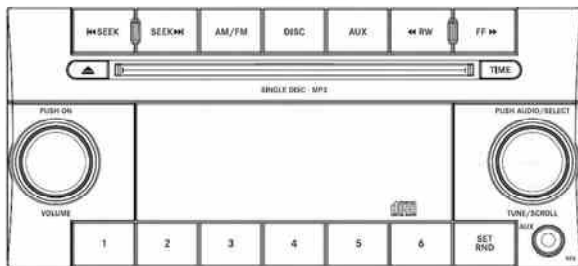 ⏮ SEEK SEEK ⏭ AM/FM DISC AUX ◀◀ RW FF ▶▶
TIME
SINGLE DISC · MP3
PUSH ON PUSH AUDIO/SELECT
VOLUME TUNE/SCROLL
1 2 3 4 5 6 SET RND AUX